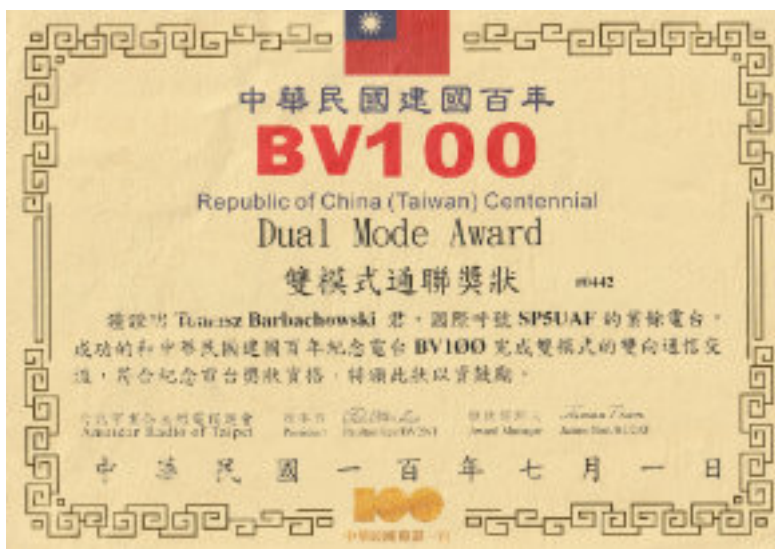 中華民國建國百年
BV100
Republic of China (Taiwan) Centennial
Dual Mode Award
雙模式通聯獎狀 #0442
茲證明 Tomasz Barbachowski 君，國際呼號 SP5UAF 的業餘電台，
成功的和中華民國建國百年紀念電台 BV100 完成雙模式的雙向通信交
道，符合紀念電台獎狀資格，特頒此狀以資鼓勵。
Amateur Radio of Taipei President Award Manager
中華民國一百年七月一日
100